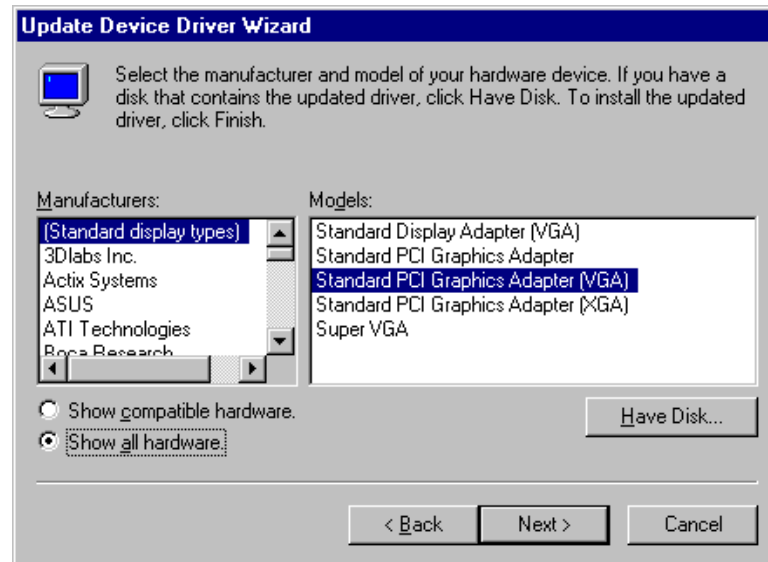 Update Device Driver Wizard
Select the manufacturer and model of your hardware device. If you have a
disk that contains the updated driver, click Have Disk. To install the updated
driver, click Finish.
Manufacturers:
(Standard display types)
3Dlabs Inc.
Actix Systems
ASUS
ATI Technologies
Boca Research
Models:
Standard Display Adapter (VGA)
Standard PCI Graphics Adapter
Standard PCI Graphics Adapter (VGA)
Standard PCI Graphics Adapter (XGA)
Super VGA
Show compatible hardware.
Show all hardware.
Have Disk...
< Back
Next >
Cancel